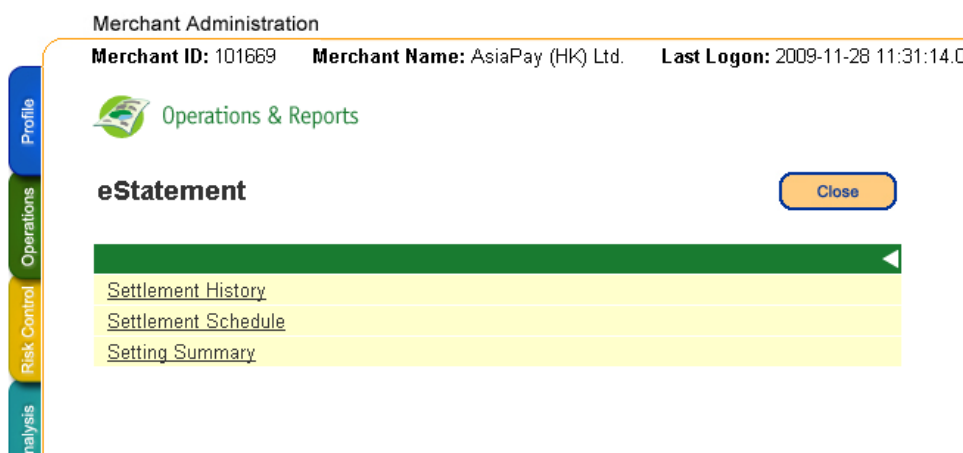 Merchant Administration
Merchant ID: 101669 Merchant Name: AsiaPay (HK) Ltd. Last Logon: 2009-11-28 11:31:14.0
Operations & Reports
Profile
eStatement
Close
Operations
Settlement History
Settlement Schedule
Setting Summary
Risk Control